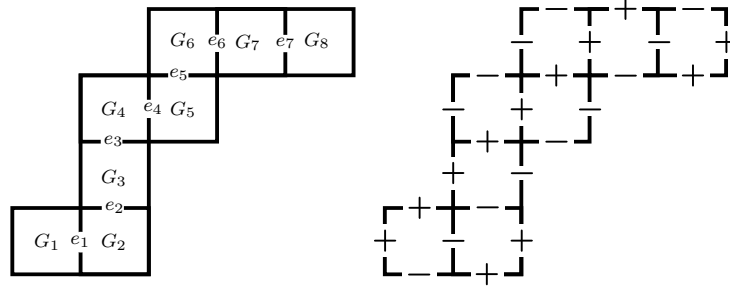 G₆ e₆ G₇ e₇ G₈ − + − + − +
e₅ − + − +
G₄ e₄ G₅ − + −
e₃ + −
G₃ + −
e₂ + −
G₁ e₁ G₂ + − +
− +